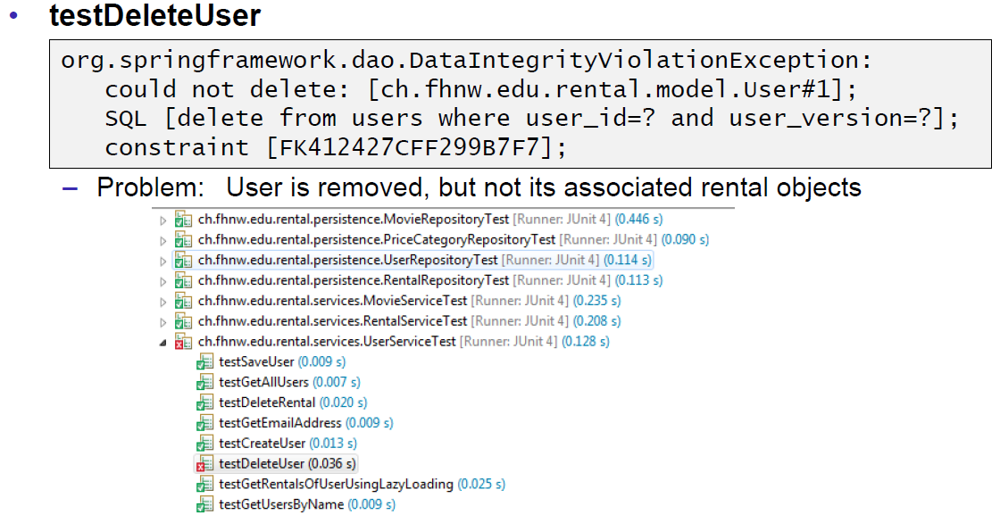 • testDeleteUser
org.springframework.dao.DataIntegrityViolationException:
could not delete: [ch.fhnw.edu.rental.model.User#1];
SQL [delete from users where user_id=? and user_version=?];
constraint [FK412427CFF299B7F7];
– Problem: User is removed, but not its associated rental objects
ch.fhnw.edu.rental.persistence.MovieRepositoryTest [Runner: JUnit 4] (0.446 s)
ch.fhnw.edu.rental.persistence.PriceCategoryRepositoryTest [Runner: JUnit 4] (0.090 s)
ch.fhnw.edu.rental.persistence.UserRepositoryTest [Runner: JUnit 4] (0.114 s)
ch.fhnw.edu.rental.persistence.RentalRepositoryTest [Runner: JUnit 4] (0.113 s)
ch.fhnw.edu.rental.services.MovieServiceTest [Runner: JUnit 4] (0.235 s)
ch.fhnw.edu.rental.services.RentalServiceTest [Runner: JUnit 4] (0.208 s)
ch.fhnw.edu.rental.services.UserServiceTest [Runner: JUnit 4] (0.128 s)
testSaveUser (0.009 s)
testGetAllUsers (0.007 s)
testDeleteRental (0.020 s)
testGetEmailAddress (0.009 s)
testCreateUser (0.013 s)
testDeleteUser (0.036 s)
testGetRentalsOfUserUsingLazyLoading (0.025 s)
testGetUsersByName (0.009 s)